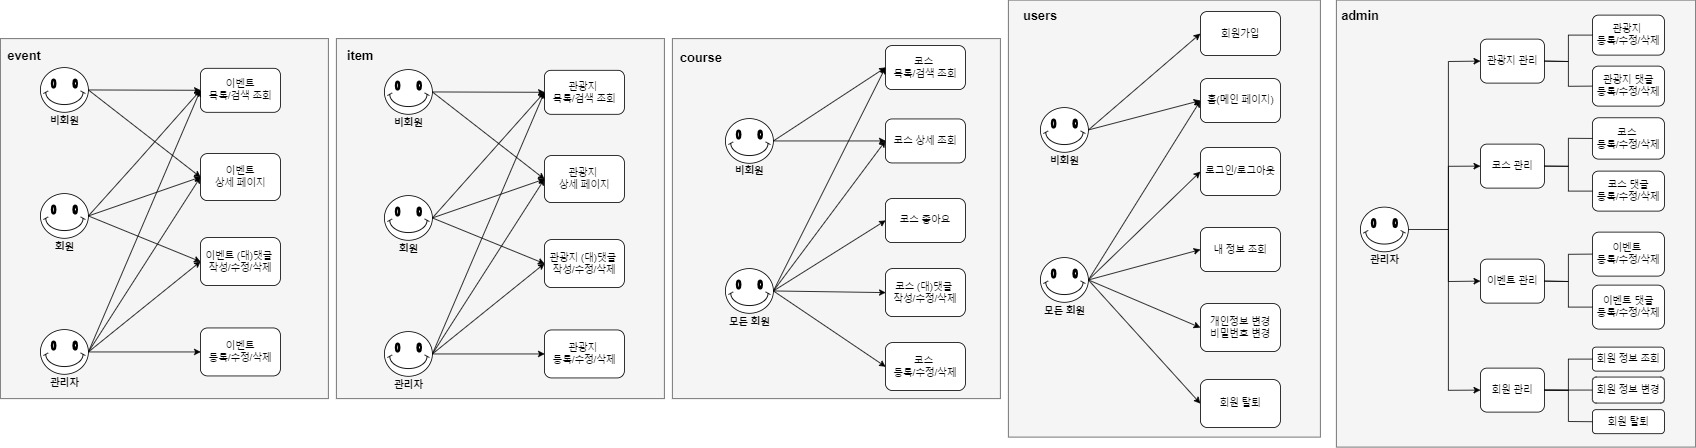 event
비회원
회원
관리자
이벤트
목록/검색 조회
이벤트
상세 페이지
이벤트 (대)댓글
작성/수정/삭제
이벤트
등록/수정/삭제
item
비회원
회원
관리자
관광지
목록/검색 조회
관광지
상세 페이지
관광지 (대)댓글
작성/수정/삭제
관광지
등록/수정/삭제
course
비회원
모든 회원
코스
목록/검색 조회
코스 상세 조회
코스 좋아요
코스 (대)댓글
작성/수정/삭제
코스
등록/수정/삭제
users
비회원
모든 회원
회원가입
홈(메인 페이지)
로그인/로그아웃
내 정보 조회
개인정보 변경
비밀번호 변경
회원 탈퇴
admin
관리자
관광지 관리
관광지
등록/수정/삭제
관광지 댓글
등록/수정/삭제
코스 관리
코스
등록/수정/삭제
코스 댓글
등록/수정/삭제
이벤트 관리
이벤트
등록/수정/삭제
이벤트 댓글
등록/수정/삭제
회원 관리
회원 정보 조회
회원 정보 변경
회원 탈퇴